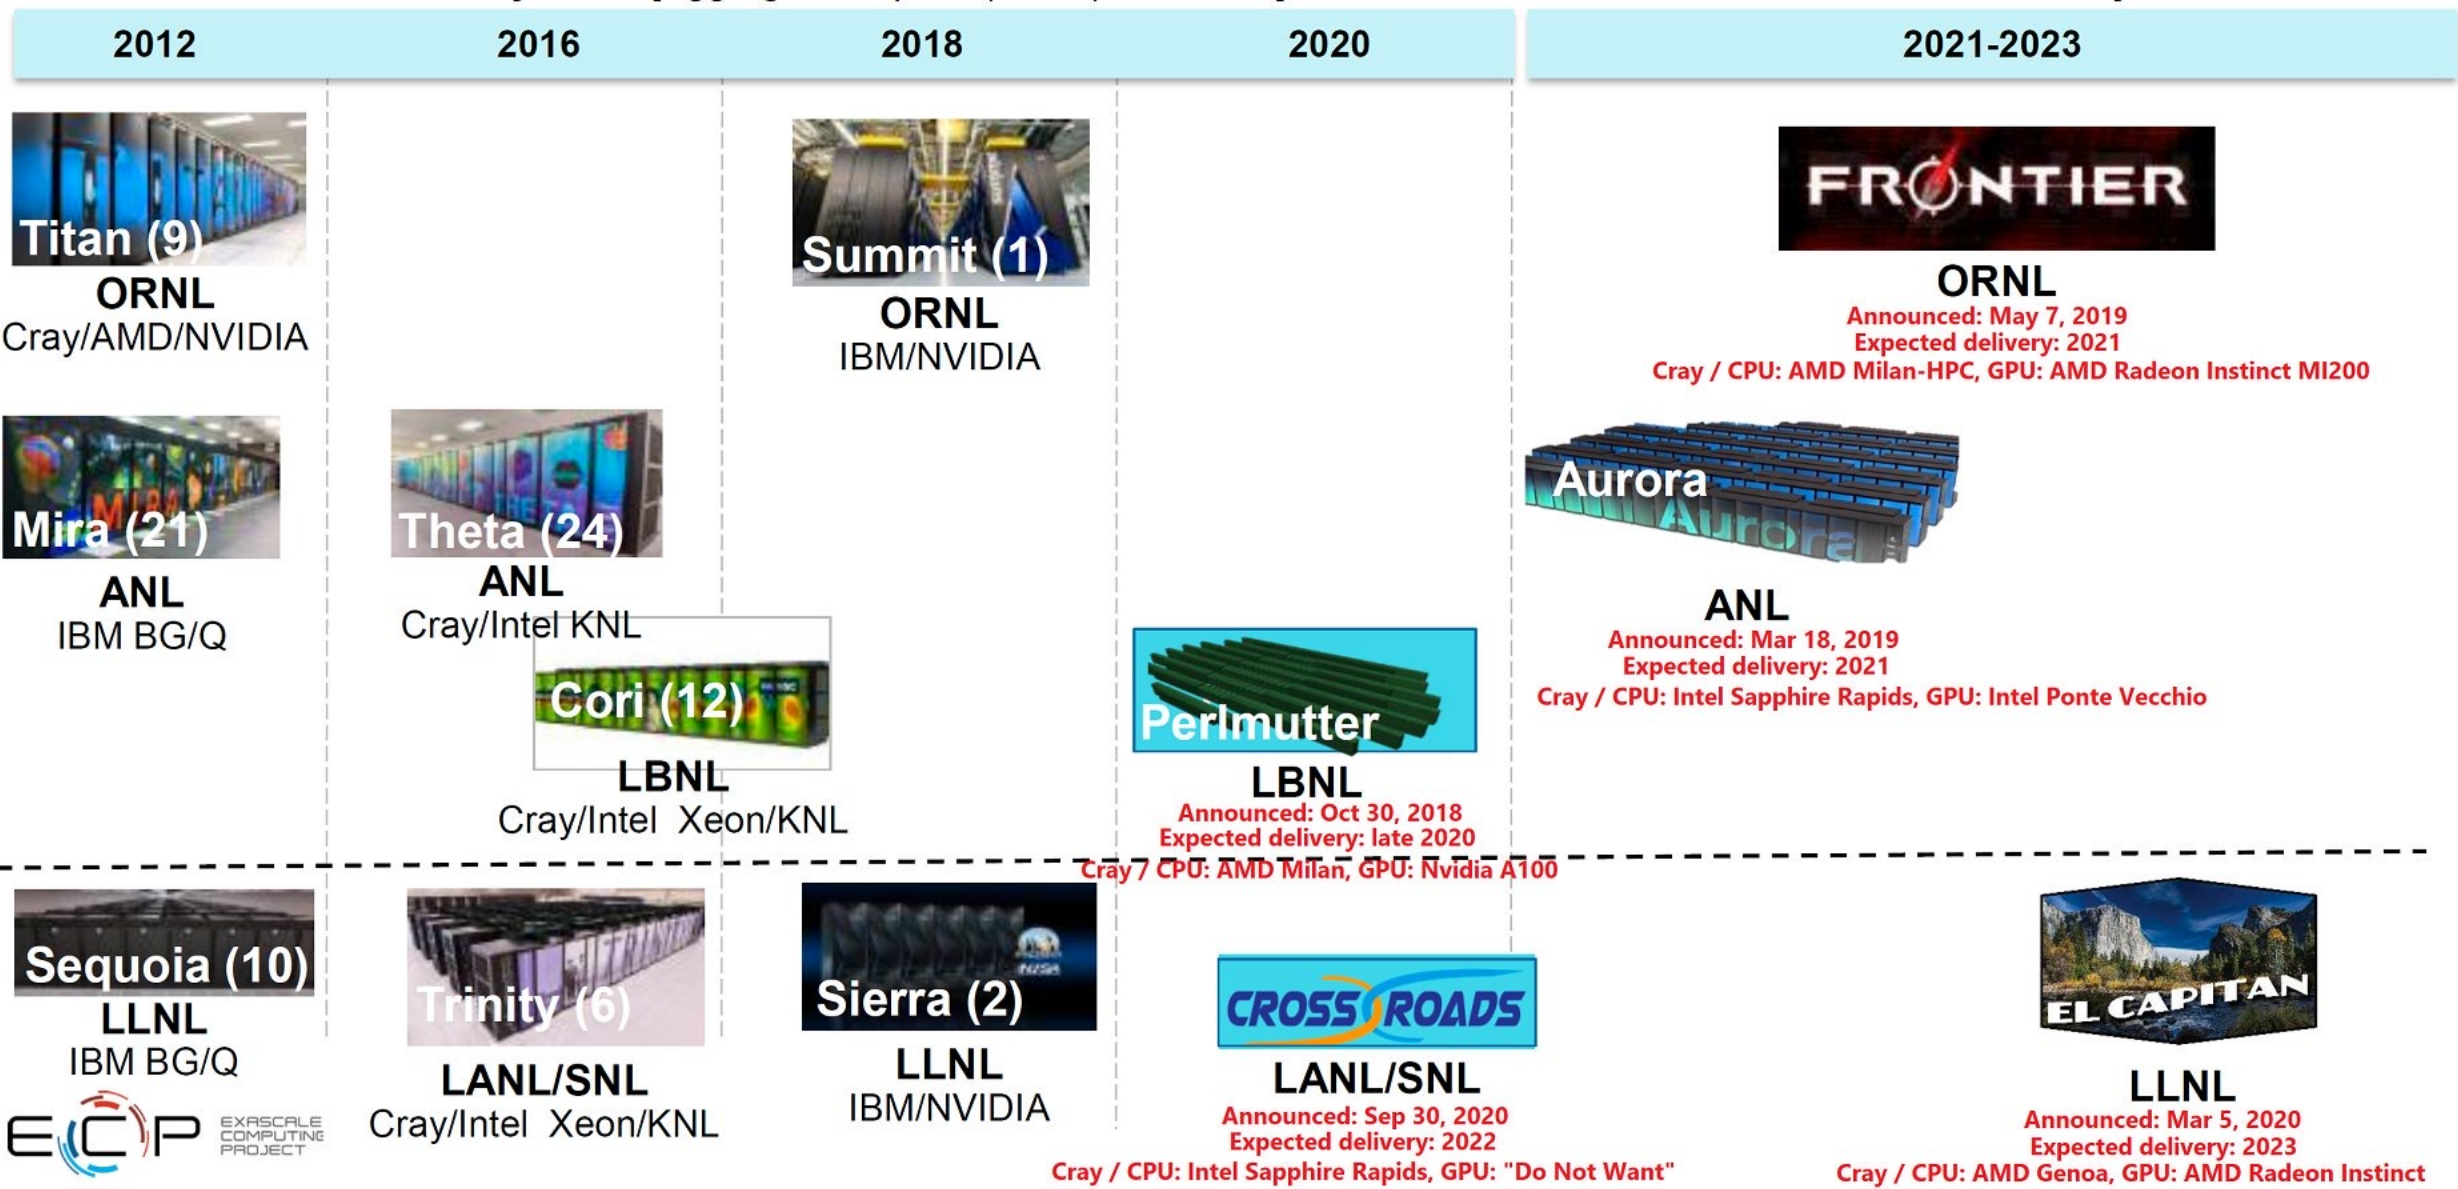 2012
2016
2018
2020
2021-2023
Titan (9)
ORNL
Cray/AMD/NVIDIA
Summit (1)
ORNL
IBM/NVIDIA
FRONTIER
ORNL
Announced: May 7, 2019
Expected delivery: 2021
Cray / CPU: AMD Milan-HPC, GPU: AMD Radeon Instinct MI200
MIRA
Mira (21)
ANL
IBM BG/Q
THETA
Theta (24)
ANL
Cray/Intel KNL
Aurora
Aurora
ANL
Announced: Mar 18, 2019
Expected delivery: 2021
Cray / CPU: Intel Sapphire Rapids, GPU: Intel Ponte Vecchio
Cori (12)
LBNL
Cray/Intel Xeon/KNL
Perlmutter
LBNL
Announced: Oct 30, 2018
Expected delivery: late 2020
Cray / CPU: AMD Milan, GPU: Nvidia A100
Sequoia (10)
LLNL
IBM BG/Q
Trinity (6)
LANL/SNL
Cray/Intel Xeon/KNL
Sierra (2)
LLNL
IBM/NVIDIA
CROSSROADS
LANL/SNL
Announced: Sep 30, 2020
Expected delivery: 2022
Cray / CPU: Intel Sapphire Rapids, GPU: "Do Not Want"
EL CAPITAN
LLNL
Announced: Mar 5, 2020
Expected delivery: 2023
Cray / CPU: AMD Genoa, GPU: AMD Radeon Instinct
ECP
EXASCALE
COMPUTING
PROJECT